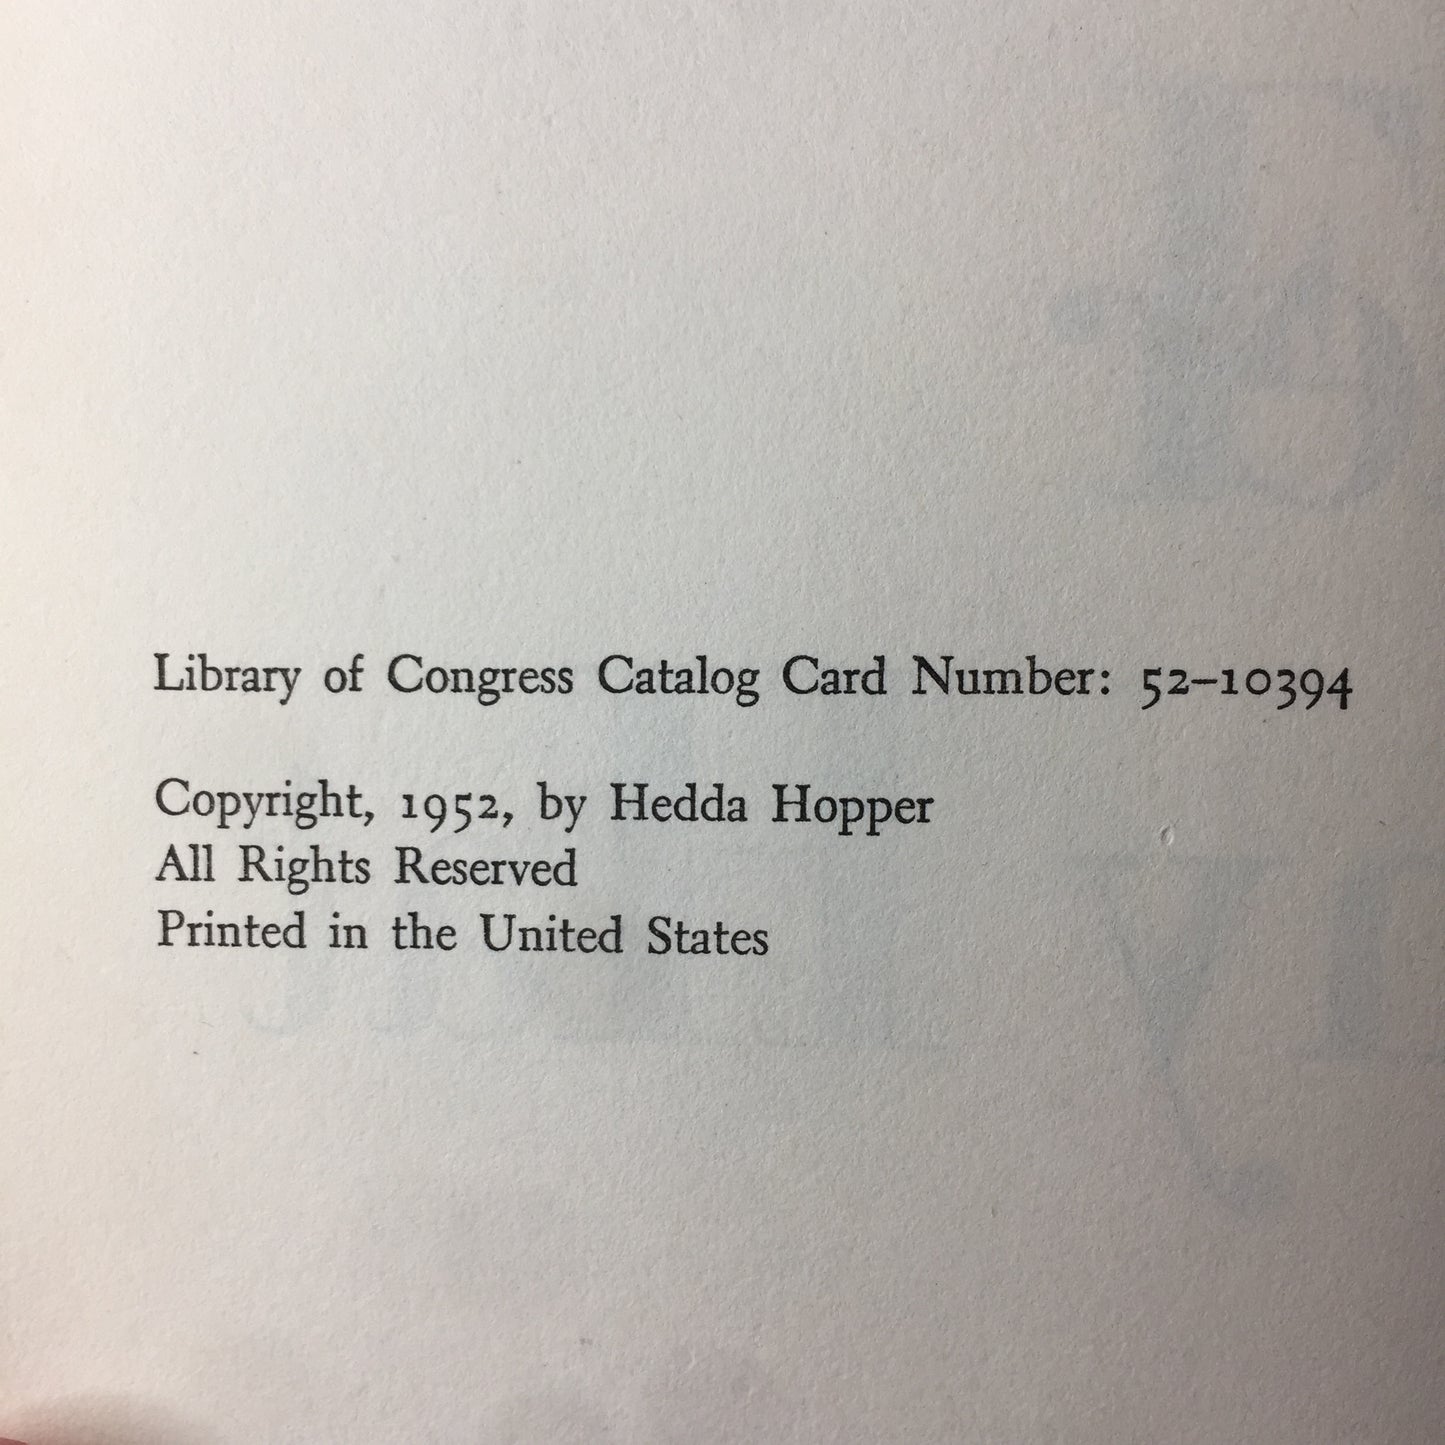 Library of Congress Catalog Card Number: 52–10394
Copyright, 1952, by Hedda Hopper
All Rights Reserved
Printed in the United States